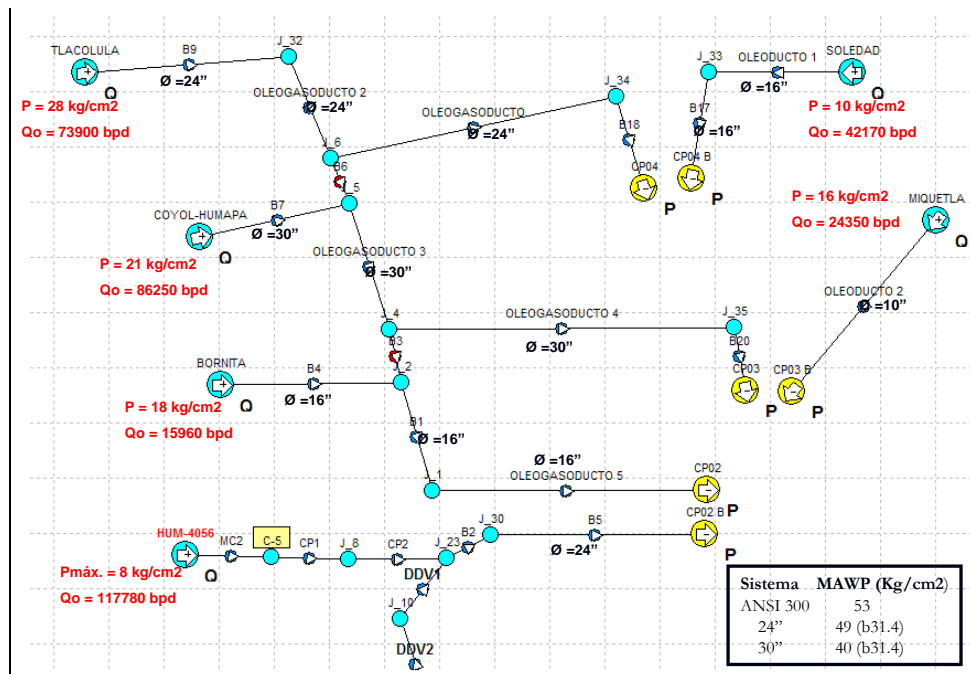 J_32
TLACOLULA
B9
Q
Ø =24”
P = 28 kg/cm2
Qo = 73900 bpd
OLEOGASODUCTO 2
Ø =24”
J_6
OLEOGASODUCTO
Ø =24”
J_34
B18
CP04
P
J_33
OLEODUCTO 1
Ø =16”
SOLEDAD
Q
P = 10 kg/cm2
Qo = 42170 bpd
B17
Ø =16”
CP04 B
P
B6
J_5
COYOL-HUMAPA
B7
Q
Ø =30”
P = 21 kg/cm2
Qo = 86250 bpd
OLEOGASODUCTO 3
Ø =30”
P = 16 kg/cm2
Qo = 24350 bpd
MIQUETLA
Q
OLEODUCTO 2
Ø =10”
CP03 B
P
J_4
OLEOGASODUCTO 4
Ø =30”
J_35
B20
CP03
P
B3
J_2
BORNITA
B4
Q
Ø =16”
P = 18 kg/cm2
Qo = 15960 bpd
B1
Ø =16”
J_1
Ø =16”
OLEOGASODUCTO 5
CP02
P
HUM-4056
MC2
C-5
CP1
J_8
CP2
J_23
B2
J_30
B5
Ø =24”
CP02 B
P
Q
Pmáx. = 8 kg/cm2
Qo = 117780 bpd
DDV1
J_10
DDV2
Sistema MAWP (Kg/cm2)
ANSI 300 53
24” 49 (b31.4)
30” 40 (b31.4)